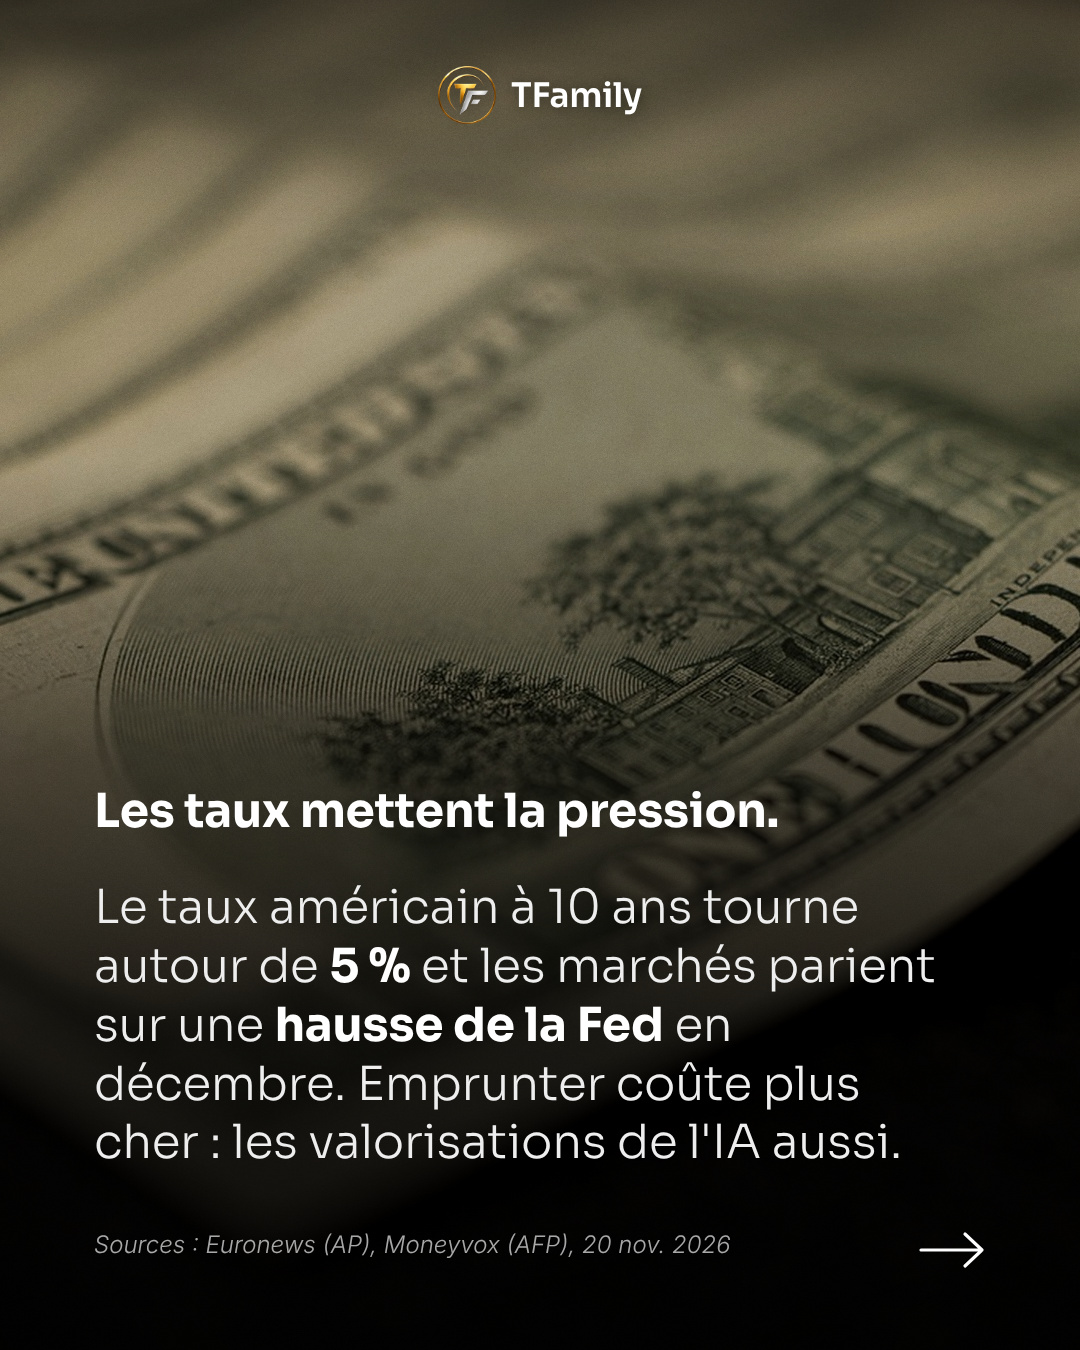 TFamily
INDEPEN
Les taux mettent la pression.
Le taux américain à 10 ans tourne
autour de 5 % et les marchés parient
sur une hausse de la Fed en
décembre. Emprunter coûte plus
cher : les valorisations de l'IA aussi.
Sources : Euronews (AP), Moneyvox (AFP), 20 nov. 2026